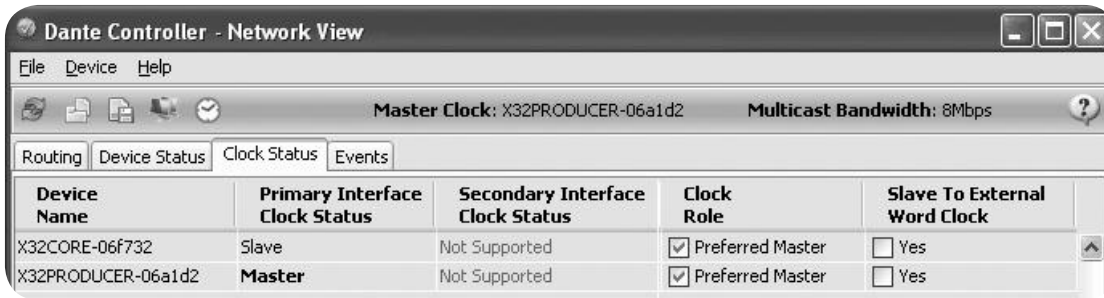 Dante Controller - Network View
File Device Help
Master Clock: X32PRODUCER-06a1d2 Multicast Bandwidth: 8Mbps ?
Routing Device Status Clock Status Events
Device Name Primary Interface Clock Status Secondary Interface Clock Status Clock Role Slave To External Word Clock
X32CORE-06f732 Slave Not Supported Preferred Master Yes
X32PRODUCER-06a1d2 Master Not Supported Preferred Master Yes